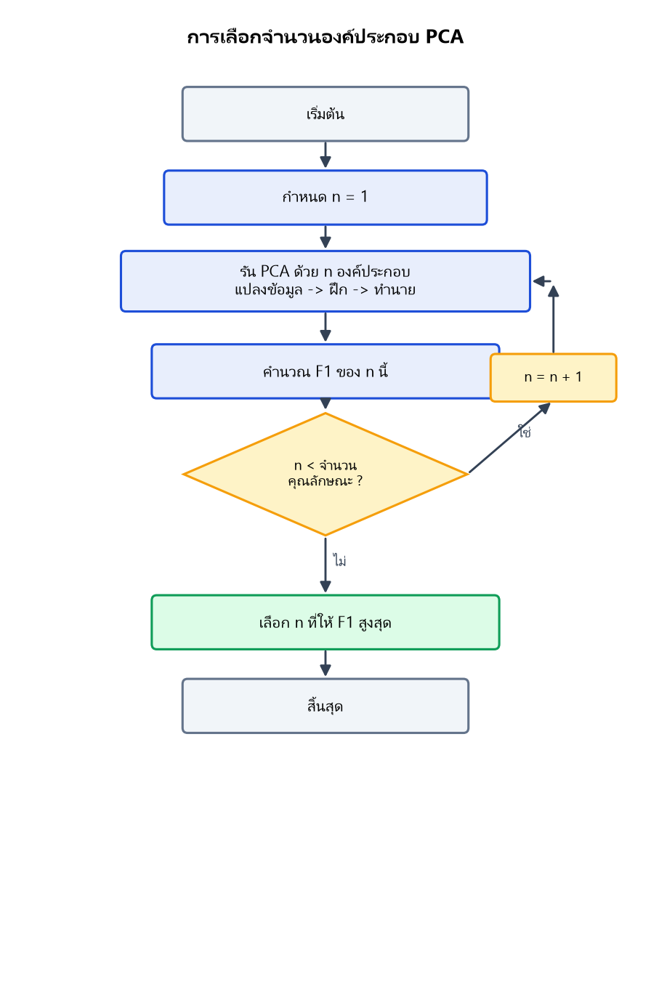 การเลือกจำนวนองค์ประกอบ PCA
เริ่มต้น
กำหนด n = 1
รัน PCA ด้วย n องค์ประกอบ
แปลงข้อมูล -> ฝึก -> ทำนาย
คำนวณ F1 ของ n นี้
n = n + 1
ใช่
n < จำนวน
คุณลักษณะ ?
ไม่
เลือก n ที่ให้ F1 สูงสุด
สิ้นสุด